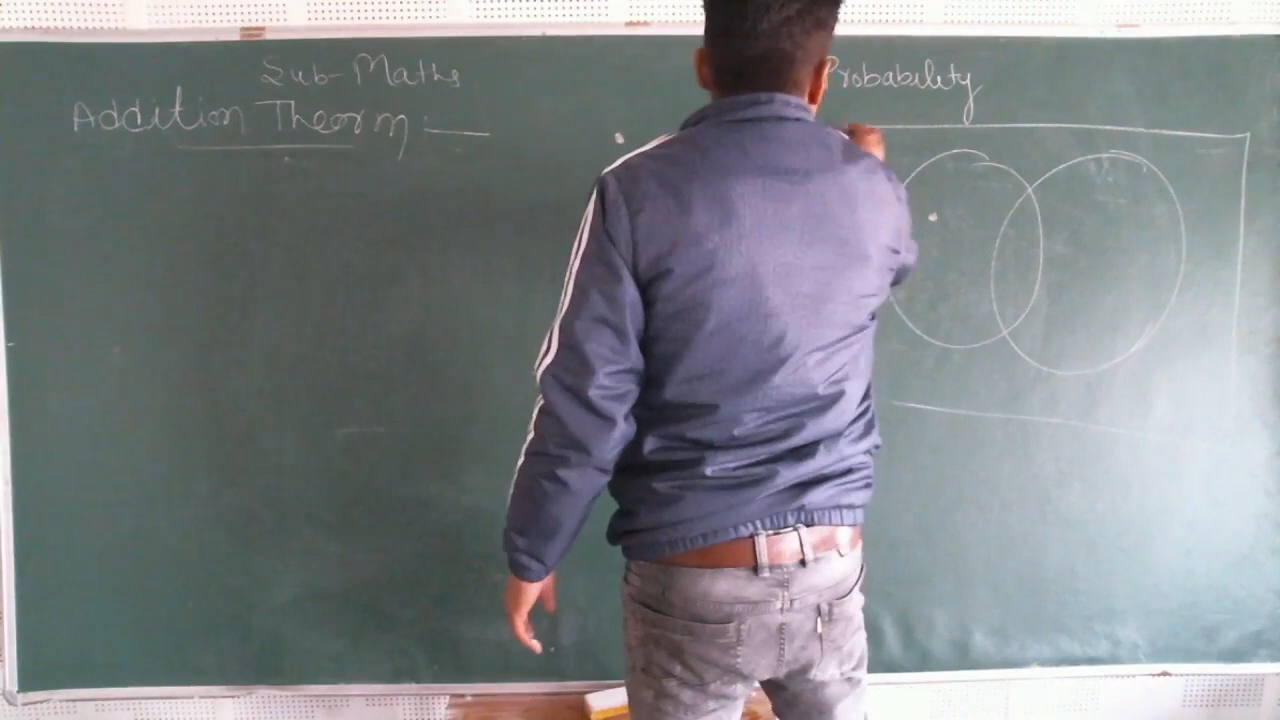 Sub-Maths
Probability
Addition Theorm :—